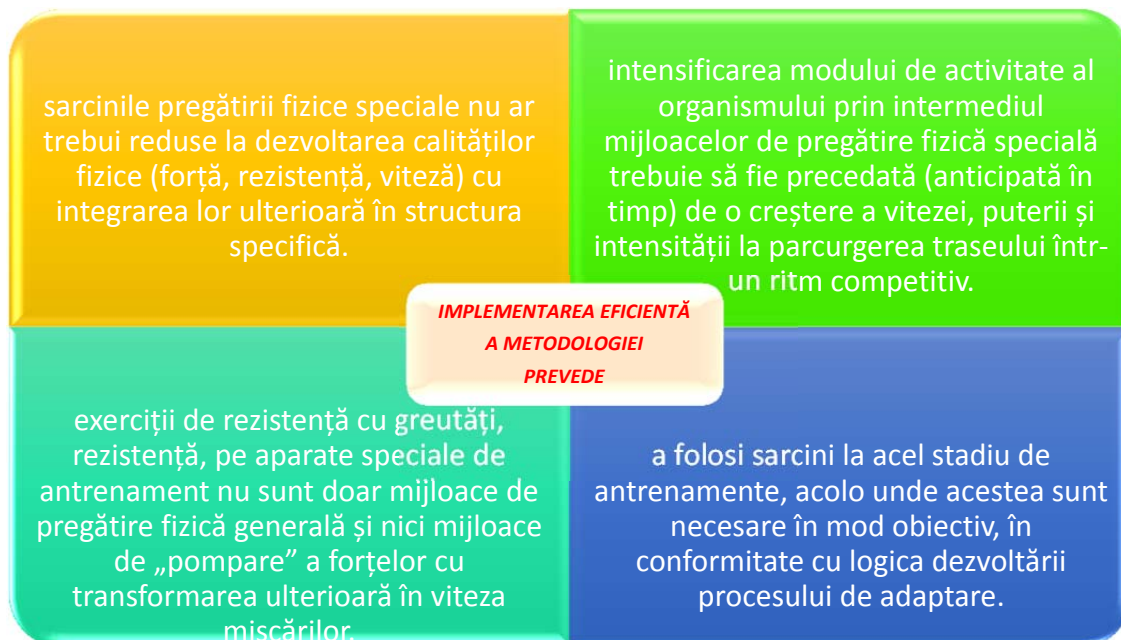 sarcinile pregătirii fizice speciale nu ar
trebui reduse la dezvoltarea calităților
fizice (forță, rezistență, viteză) cu
integrarea lor ulterioară în structura
specifică.
intensificarea modului de activitate al
organismului prin intermediul
mijloacelor de pregătire fizică specială
trebuie să fie precedată (anticipată în
timp) de o creștere a vitezei, puterii și
intensității la parcurgerea traseului într-
un ritm competitiv.
IMPLEMENTAREA EFICIENTĂ
A METODOLOGIEI
PREVEDE
exerciții de rezistență cu greutăți,
rezistență, pe aparate speciale de
antrenament nu sunt doar mijloace de
pregătire fizică generală și nici mijloace
de „pompare” a forțelor cu
transformarea ulterioară în viteza
mișcărilor.
a folosi sarcini la acel stadiu de
antrenamente, acolo unde acestea sunt
necesare în mod obiectiv, în
conformitate cu logica dezvoltării
procesului de adaptare.